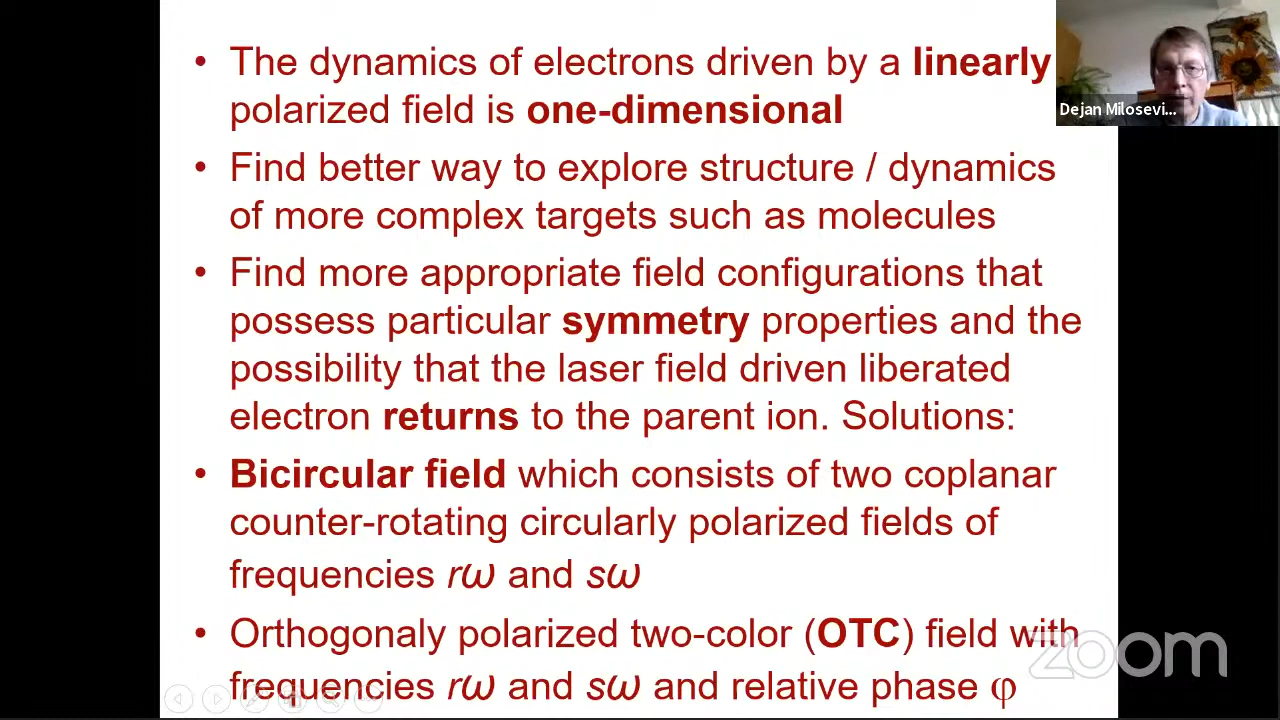 • The dynamics of electrons driven by a linearly
polarized field is one-dimensional
• Find better way to explore structure / dynamics
of more complex targets such as molecules
• Find more appropriate field configurations that
possess particular symmetry properties and the
possibility that the laser field driven liberated
electron returns to the parent ion. Solutions:
• Bicircular field which consists of two coplanar
counter-rotating circularly polarized fields of
frequencies rω and sω
• Orthogonaly polarized two-color (OTC) field with
frequencies rω and sω and relative phase φ
Dejan Milosevi...
zoom